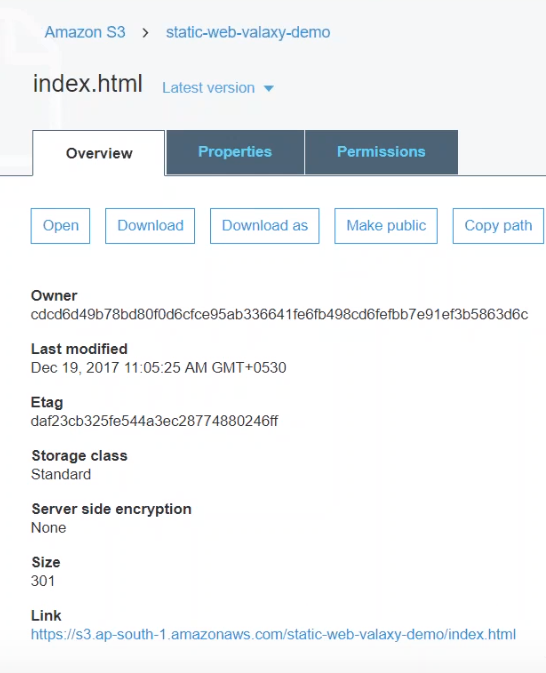 Amazon S3 > static-web-valaxy-demo
index.html Latest version
Overview Properties Permissions
Open Download Download as Make public Copy path
Owner
cdcd6d49b78bd80f0d6cfce95ab336641fe6fb498cd6fefbb7e91ef3b5863d6c
Last modified
Dec 19, 2017 11:05:25 AM GMT+0530
Etag
daf23cb325fe544a3ec28774880246ff
Storage class
Standard
Server side encryption
None
Size
301
Link
https://s3.ap-south-1.amazonaws.com/static-web-valaxy-demo/index.html